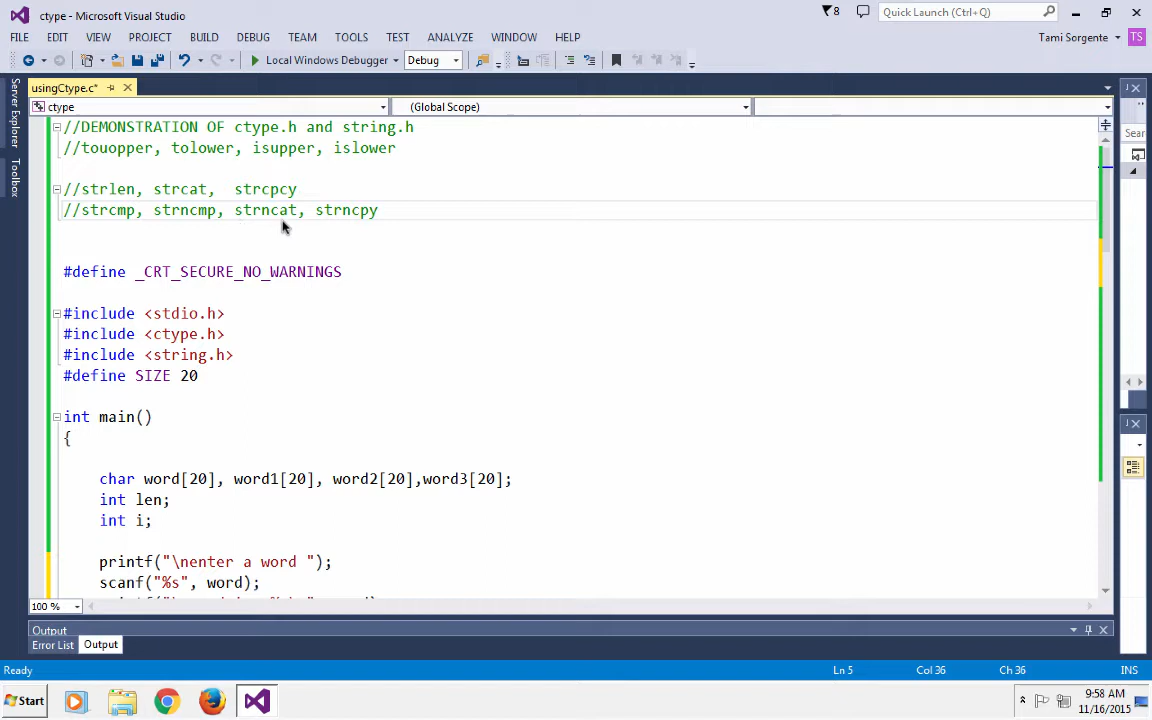 ctype - Microsoft Visual Studio
8
Quick Launch (Ctrl+Q)
FILE EDIT VIEW PROJECT BUILD DEBUG TEAM TOOLS TEST ANALYZE WINDOW HELP
Tami Sorgente TS
Local Windows Debugger Debug
usingCtype.c*
ctype (Global Scope)
Server Explorer
Toolbox
Sear
//DEMONSTRATION OF ctype.h and string.h
//touopper, tolower, isupper, islower
//strlen, strcat, strcpcy
//strcmp, strncmp, strncat, strncpy
#define _CRT_SECURE_NO_WARNINGS
#include <stdio.h>
#include <ctype.h>
#include <string.h>
#define SIZE 20
int main()
{
char word[20], word1[20], word2[20],word3[20];
int len;
int i;
printf("\nenter a word ");
scanf("%s", word);
100 %
Output
Error List Output
Ready Ln 5 Col 36 Ch 36 INS
Start
9:58 AM
11/16/2015